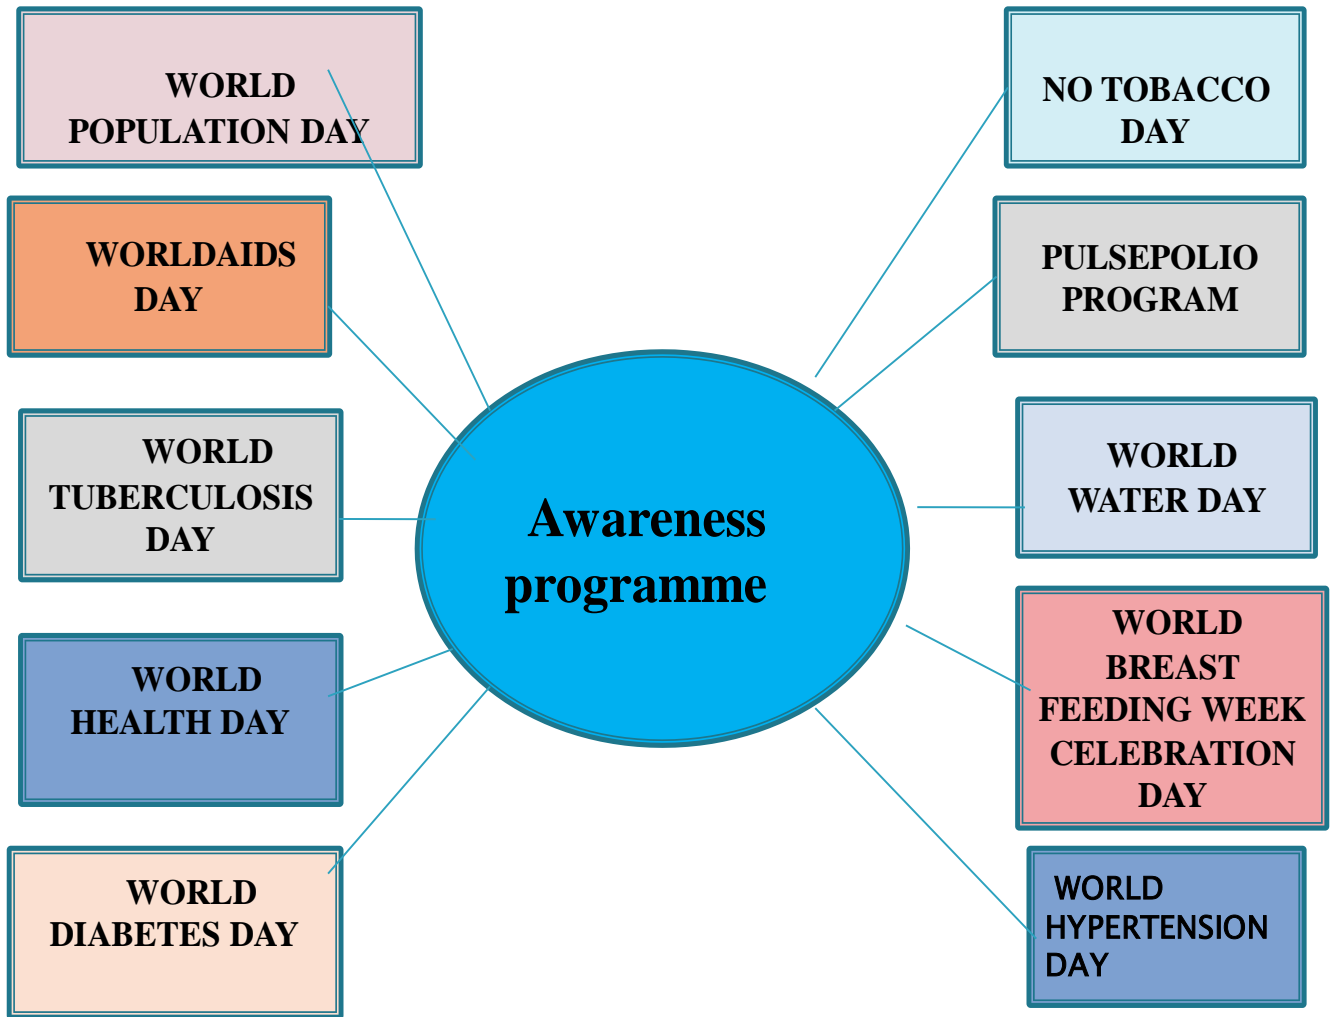 WORLD
POPULATION DAY
WORLDAIDS
DAY
WORLD
TUBERCULOSIS
DAY
WORLD
HEALTH DAY
WORLD
DIABETES DAY
Awareness
programme
NO TOBACCO
DAY
PULSEPOLIO
PROGRAM
WORLD
WATER DAY
WORLD
BREAST
FEEDING WEEK
CELEBRATION
DAY
WORLD
HYPERTENSION
DAY